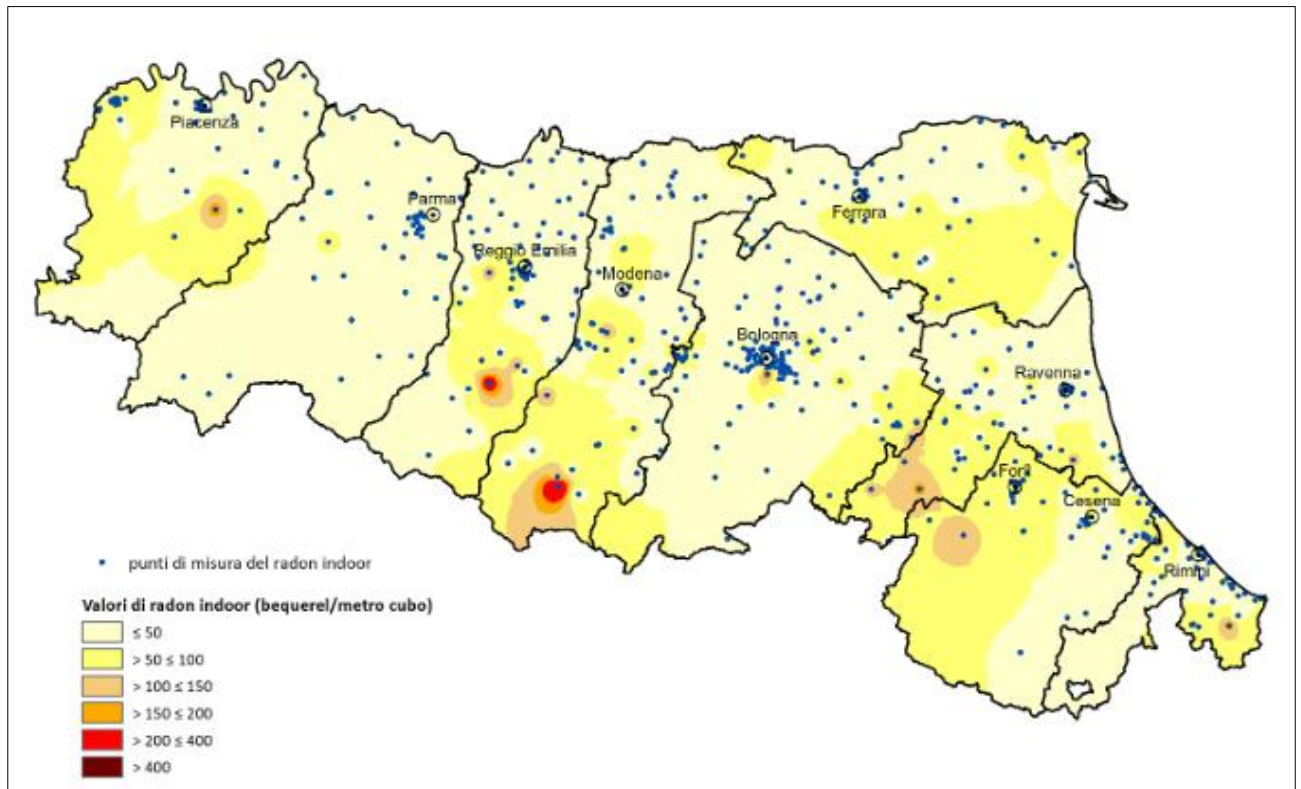 Piacenza
Parma
Reggio Emilia
Modena
Ferrara
Bologna
Ravenna
Forlì
Cesena
Rimini
punti di misura del radon indoor
Valori di radon indoor (bequerel/metro cubo)
≤ 50
> 50 ≤ 100
> 100 ≤ 150
> 150 ≤ 200
> 200 ≤ 400
> 400